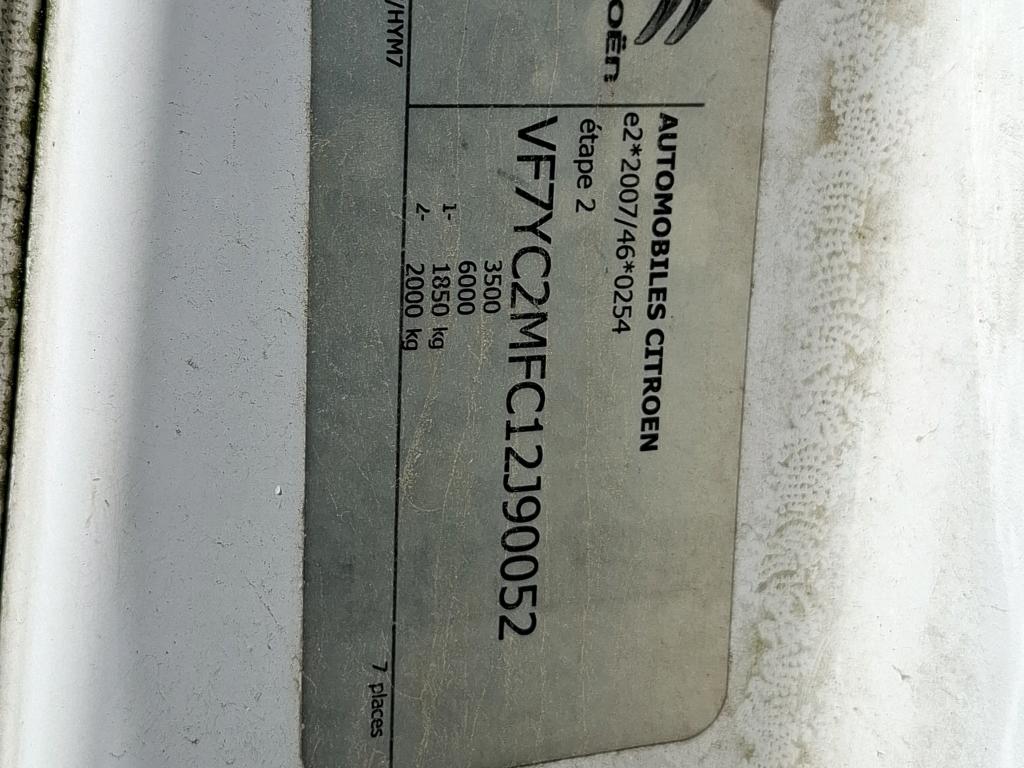 AUTOMOBILES CITROEN
e2*2007/46*0254
étape 2
VF7YC2MFC12J90052
3500
6000
1- 1850 kg
2- 2000 kg
/HYM7
7 places